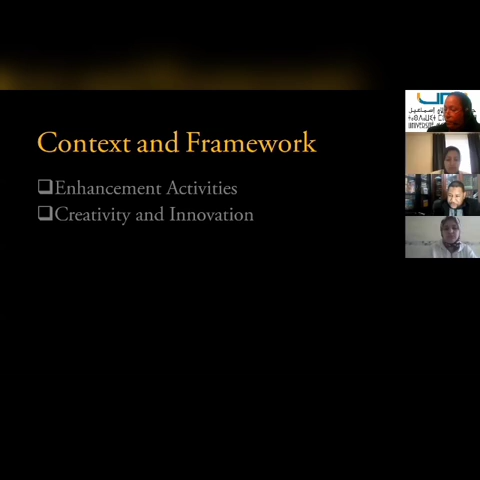 Context and Framework
❑Enhancement Activities
❑Creativity and Innovation